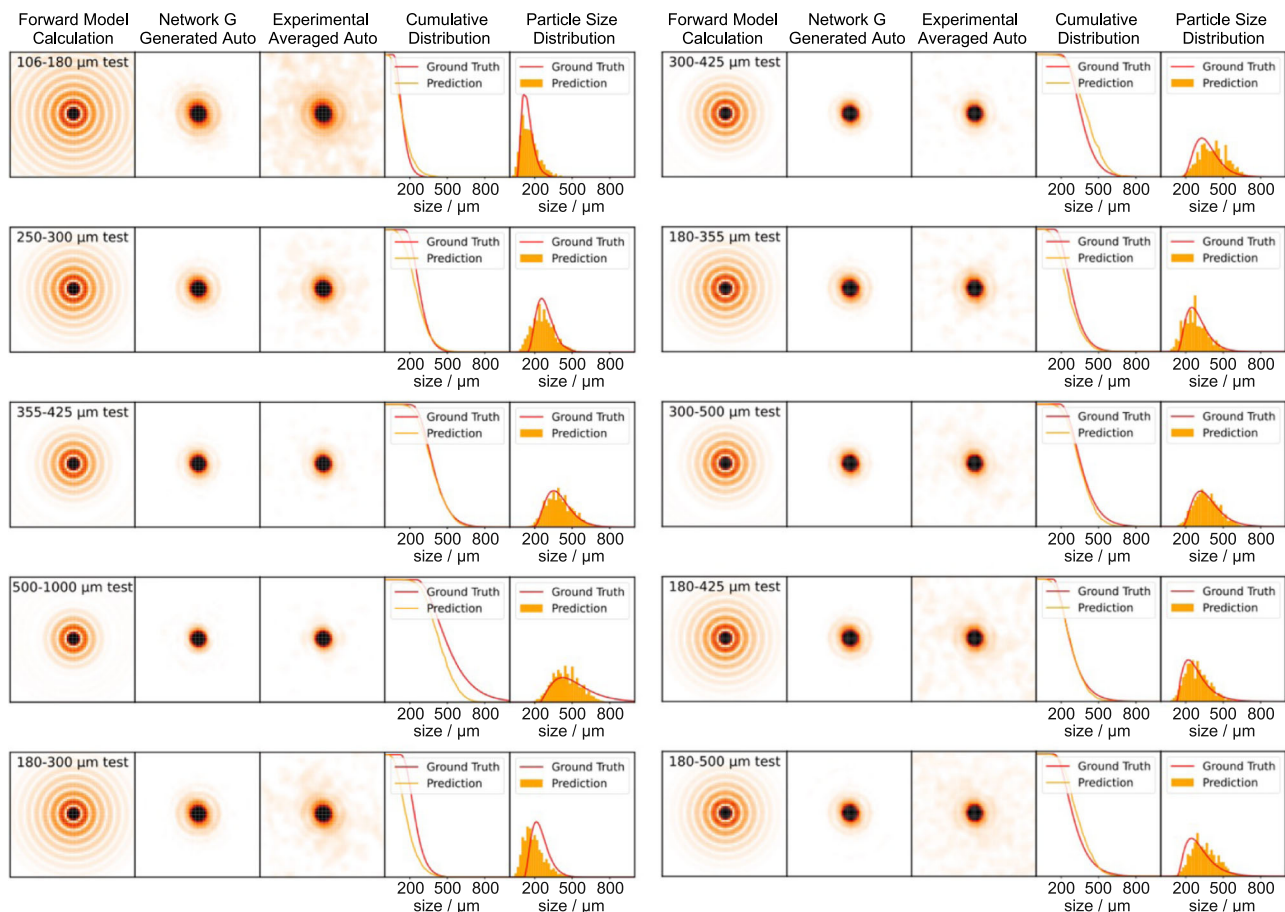 Forward Model Calculation
Network G Generated Auto
Experimental Averaged Auto
Cumulative Distribution
Particle Size Distribution
106-180 μm test
Ground Truth
Prediction
Ground Truth
Prediction
200 500 800
size / μm
200 500 800
size / μm
250-300 μm test
Ground Truth
Prediction
Ground Truth
Prediction
200 500 800
size / μm
200 500 800
size / μm
355-425 μm test
Ground Truth
Prediction
Ground Truth
Prediction
200 500 800
size / μm
200 500 800
size / μm
500-1000 μm test
Ground Truth
Prediction
Ground Truth
Prediction
200 500 800
size / μm
200 500 800
size / μm
180-300 μm test
Ground Truth
Prediction
Ground Truth
Prediction
200 500 800
size / μm
200 500 800
size / μm
Forward Model Calculation
Network G Generated Auto
Experimental Averaged Auto
Cumulative Distribution
Particle Size Distribution
300-425 μm test
Ground Truth
Prediction
Ground Truth
Prediction
200 500 800
size / μm
200 500 800
size / μm
180-355 μm test
Ground Truth
Prediction
Ground Truth
Prediction
200 500 800
size / μm
200 500 800
size / μm
300-500 μm test
Ground Truth
Prediction
Ground Truth
Prediction
200 500 800
size / μm
200 500 800
size / μm
180-425 μm test
Ground Truth
Prediction
Ground Truth
Prediction
200 500 800
size / μm
200 500 800
size / μm
180-500 μm test
Ground Truth
Prediction
Ground Truth
Prediction
200 500 800
size / μm
200 500 800
size / μm